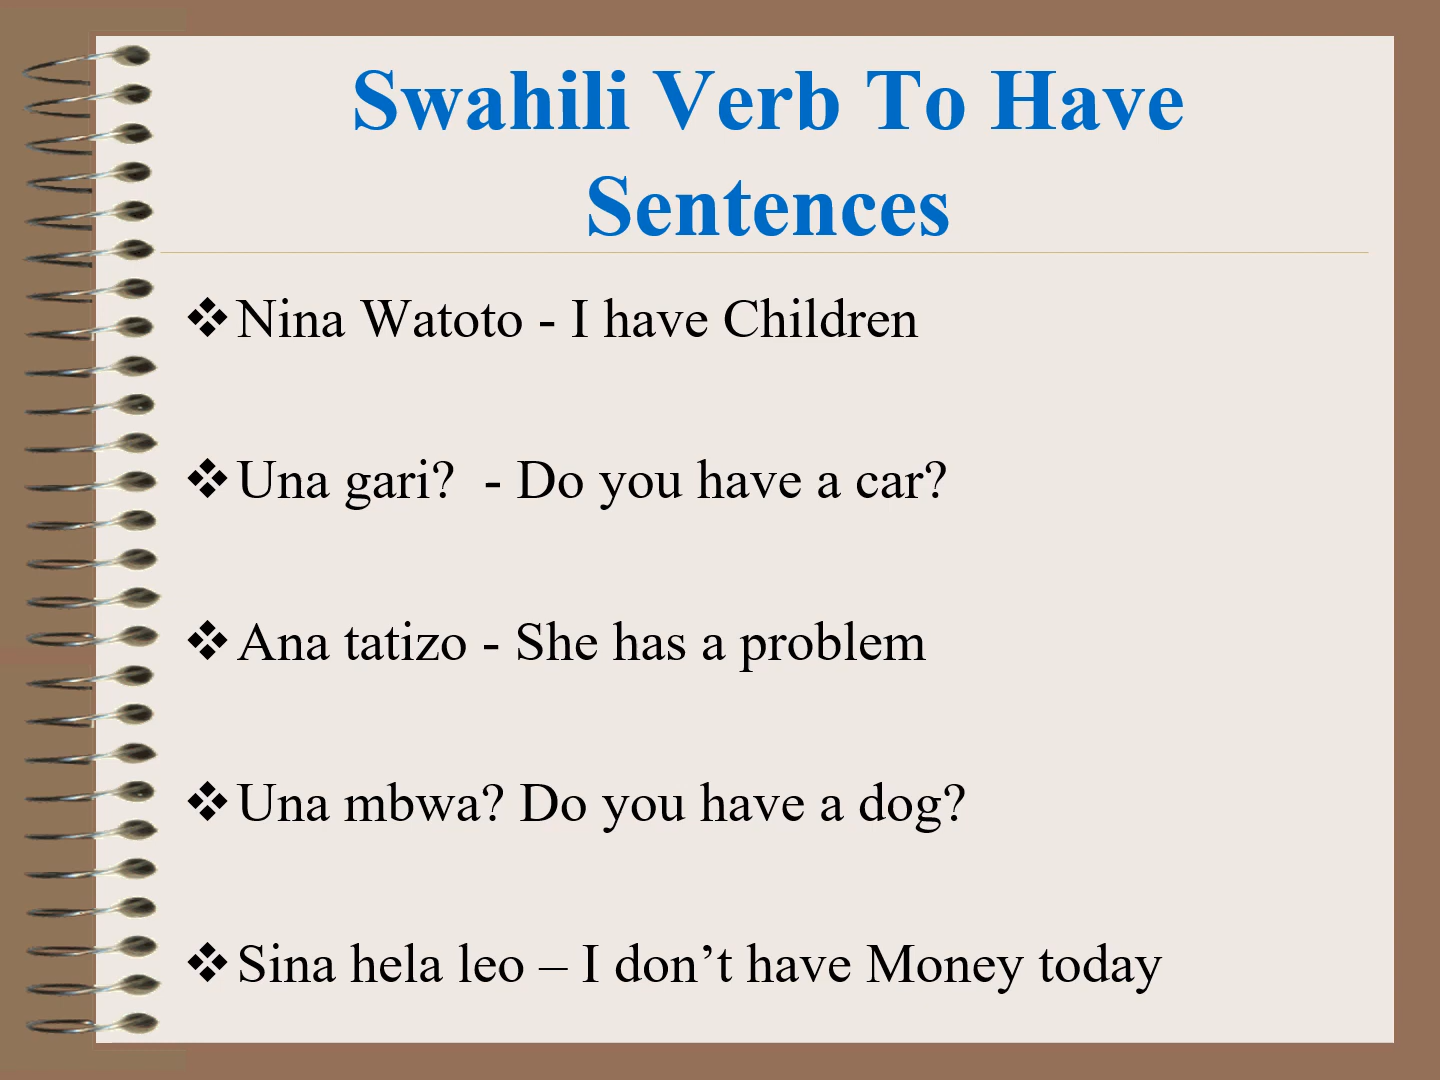 Swahili Verb To Have
Sentences
❖Nina Watoto - I have Children
❖Una gari?  - Do you have a car?
❖Ana tatizo - She has a problem
❖Una mbwa? Do you have a dog?
❖Sina hela leo – I don’t have Money today